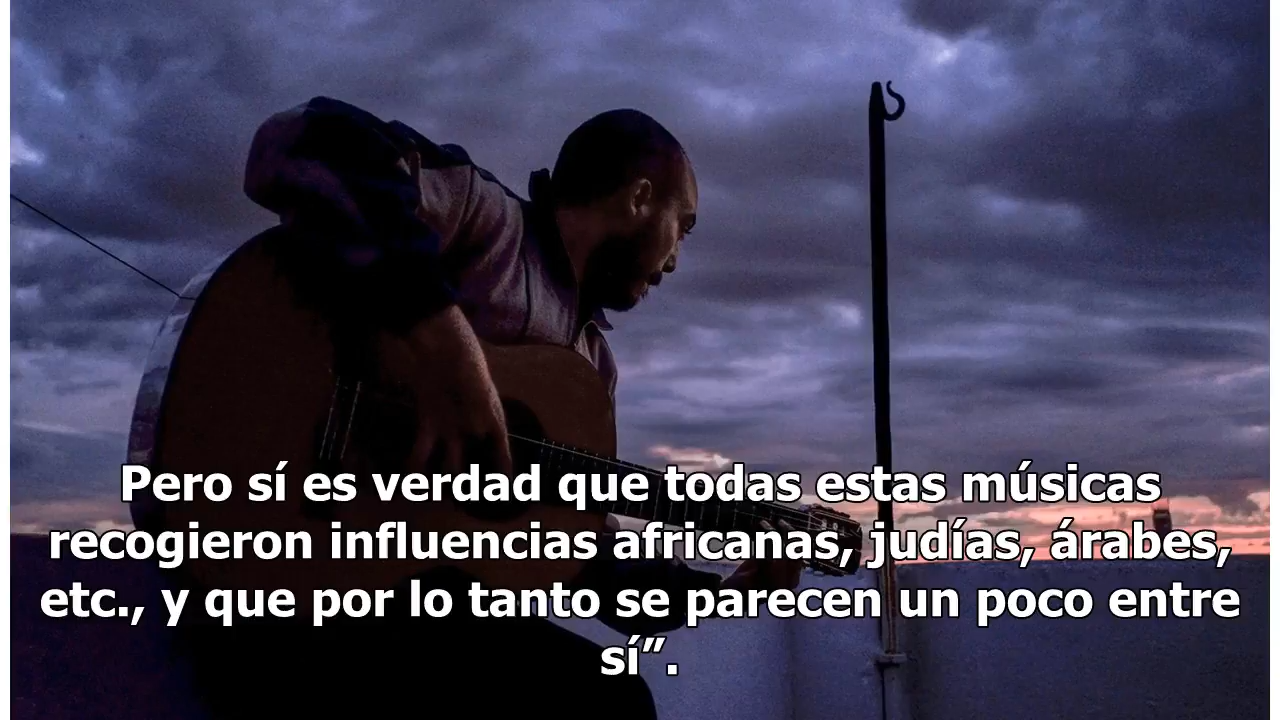 Pero sí es verdad que todas estas músicas
recogieron influencias africanas, judías, árabes,
etc., y que por lo tanto se parecen un poco entre
sí”.